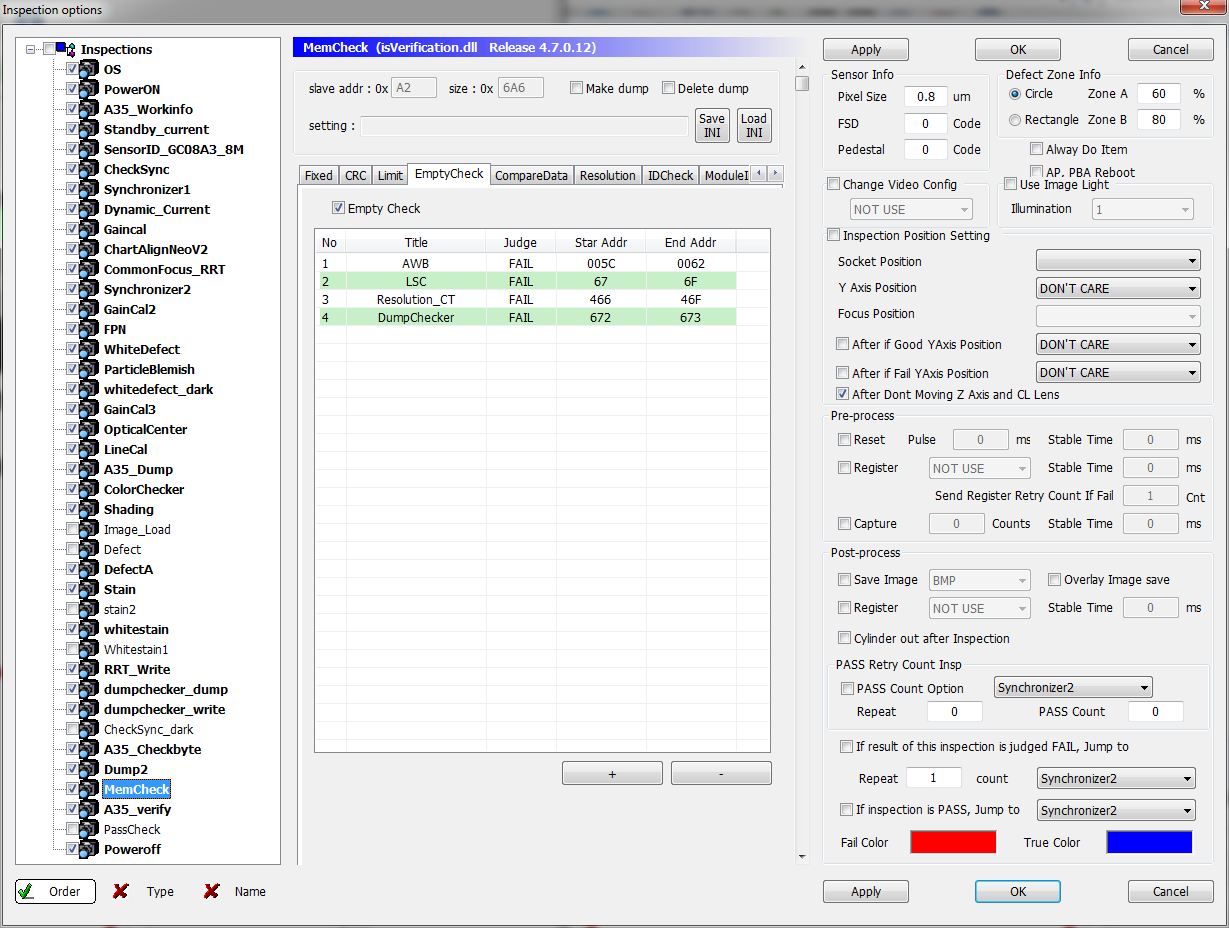 Inspection options
Inspections
OS
PowerON
A35_Workinfo
Standby_current
SensorID_GC08A3_8M
CheckSync
Synchronizer1
Dynamic_Current
Gaincal
ChartAlignNeoV2
CommonFocus_RRT
Synchronizer2
GainCal2
FPN
WhiteDefect
ParticleBlemish
whitedefect_dark
GainCal3
OpticalCenter
LineCal
A35_Dump
ColorChecker
Shading
Image_Load
Defect
DefectA
Stain
stain2
whitestain
Whitestain1
RRT_Write
dumpchecker_dump
dumpchecker_write
CheckSync_dark
A35_Checkbyte
Dump2
MemCheck
A35_verify
PassCheck
Poweroff
Order Type Name
MemCheck (isVerification.dll Release 4.7.0.12)
slave addr : 0x A2 size : 0x 6A6 Make dump Delete dump
setting : Save INI Load INI
Fixed CRC Limit EmptyCheck CompareData Resolution IDCheck ModuleI
Empty Check
No Title Judge Star Addr End Addr
1 AWB FAIL 005C 0062
2 LSC FAIL 67 6F
3 Resolution_CT FAIL 466 46F
4 DumpChecker FAIL 672 673
+ -
Apply OK Cancel
Sensor Info
Pixel Size 0.8 um
FSD 0 Code
Pedestal 0 Code
Defect Zone Info
Circle Zone A 60 %
Rectangle Zone B 80 %
Alway Do Item
AP, PBA Reboot
Change Video Config
NOT USE
Use Image Light
Illumination 1
Inspection Position Setting
Socket Position
Y Axis Position DON'T CARE
Focus Position
After if Good YAxis Position DON'T CARE
After if Fail YAxis Position DON'T CARE
After Dont Moving Z Axis and CL Lens
Pre-process
Reset Pulse 0 ms Stable Time 0 ms
Register NOT USE Stable Time 0 ms
Send Register Retry Count If Fail 1 Cnt
Capture 0 Counts Stable Time 0 ms
Post-process
Save Image BMP Overlay Image save
Register NOT USE Stable Time 0 ms
Cylinder out after Inspection
PASS Retry Count Insp
PASS Count Option Synchronizer2
Repeat 0 PASS Count 0
If result of this inspection is judged FAIL, Jump to
Repeat 1 count Synchronizer2
If inspection is PASS, Jump to Synchronizer2
Fail Color True Color
Apply OK Cancel